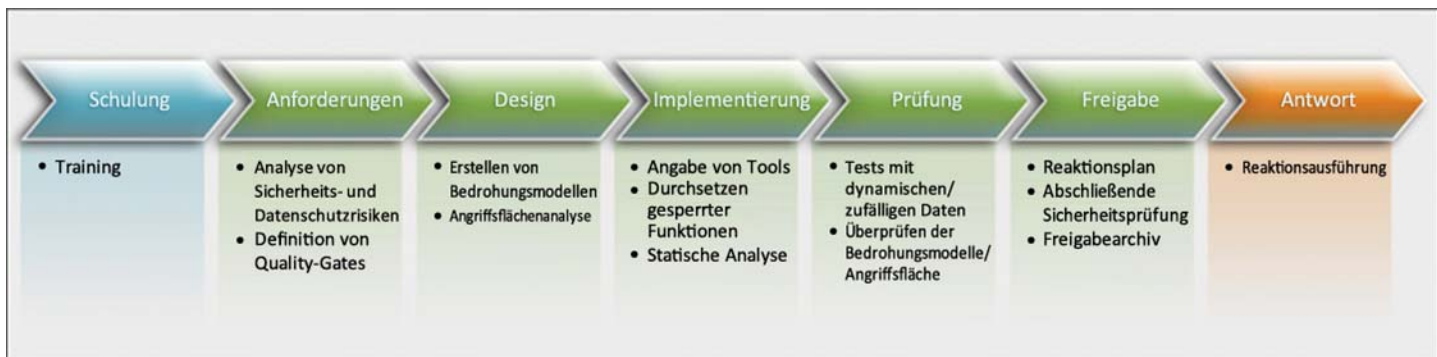 Schulung
Anforderungen
Design
Implementierung
Prüfung
Freigabe
Antwort
• Training
• Analyse von
Sicherheits- und
Datenschutzrisiken
• Definition von
Quality-Gates
• Erstellen von
Bedrohungsmodellen
• Angriffsflächenanalyse
• Angabe von Tools
• Durchsetzen
gesperrter
Funktionen
• Statische Analyse
• Tests mit
dynamischen/
zufälligen Daten
• Überprüfen der
Bedrohungsmodelle/
Angriffsfläche
• Reaktionsplan
• Abschließende
Sicherheitsprüfung
• Freigabearchiv
• Reaktionsausführung